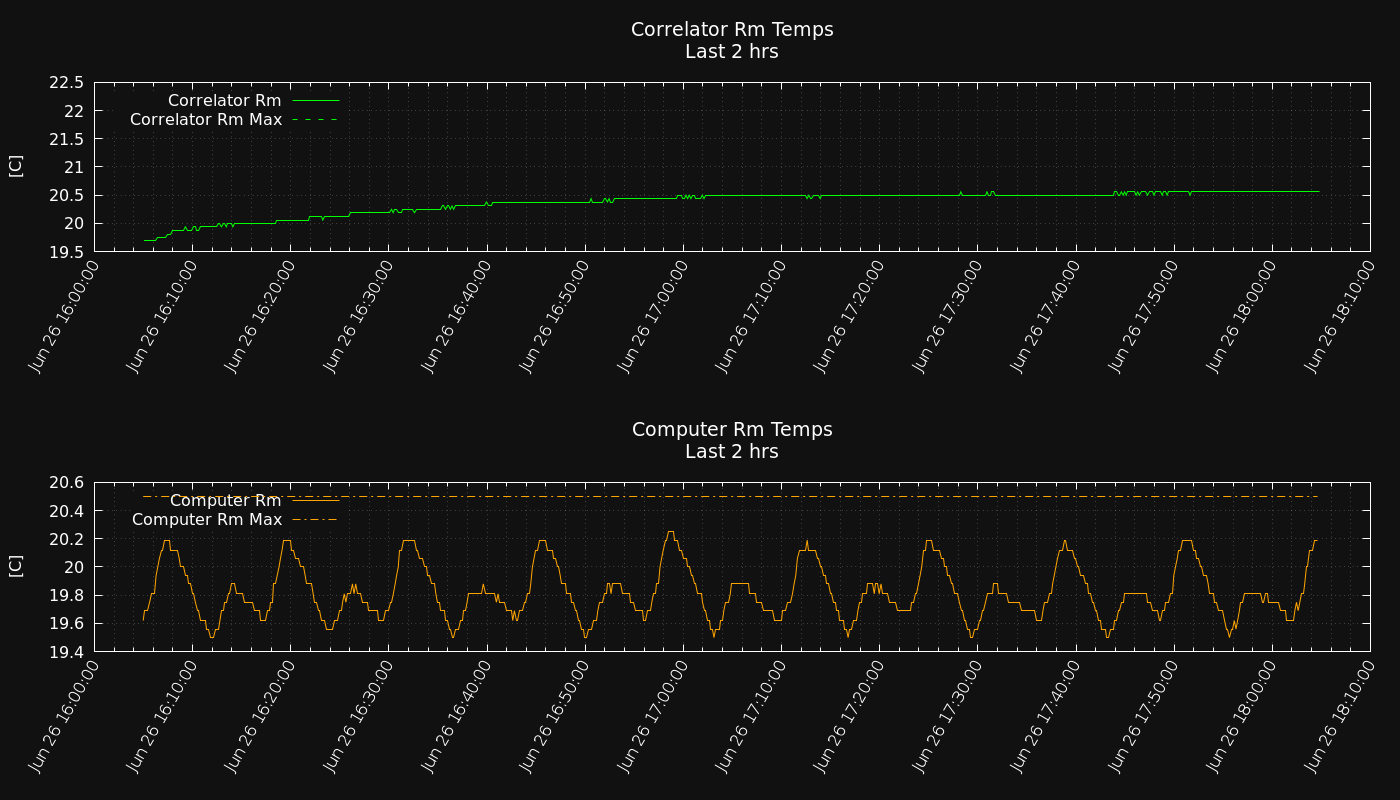 Correlator Rm Temps
Last 2 hrs
22.5
22
21.5
21
20.5
20
19.5
[C]
Correlator Rm
Correlator Rm Max
Jun 26 16:00:00
Jun 26 16:10:00
Jun 26 16:20:00
Jun 26 16:30:00
Jun 26 16:40:00
Jun 26 16:50:00
Jun 26 17:00:00
Jun 26 17:10:00
Jun 26 17:20:00
Jun 26 17:30:00
Jun 26 17:40:00
Jun 26 17:50:00
Jun 26 18:00:00
Jun 26 18:10:00
Computer Rm Temps
Last 2 hrs
20.6
20.4
20.2
20
19.8
19.6
19.4
[C]
Computer Rm
Computer Rm Max
Jun 26 16:00:00
Jun 26 16:10:00
Jun 26 16:20:00
Jun 26 16:30:00
Jun 26 16:40:00
Jun 26 16:50:00
Jun 26 17:00:00
Jun 26 17:10:00
Jun 26 17:20:00
Jun 26 17:30:00
Jun 26 17:40:00
Jun 26 17:50:00
Jun 26 18:00:00
Jun 26 18:10:00